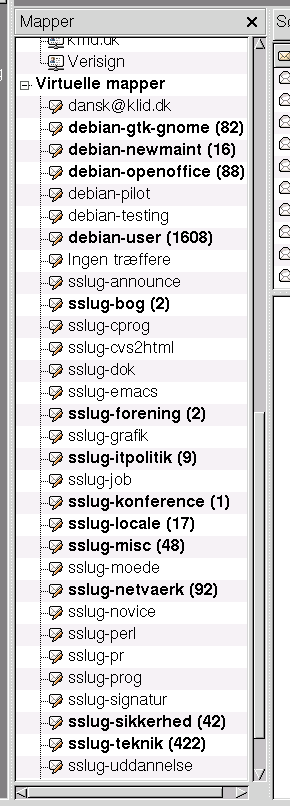 Mapper
klid.dk
Verisign
Virtuelle mapper
dansk@klid.dk
debian-gtk-gnome (82)
debian-newmaint (16)
debian-openoffice (88)
debian-pilot
debian-testing
debian-user (1608)
Ingen træffere
sslug-announce
sslug-bog (2)
sslug-cprog
sslug-cvs2html
sslug-dok
sslug-emacs
sslug-forening (2)
sslug-grafik
sslug-itpolitik (9)
sslug-job
sslug-konference (1)
sslug-locale (17)
sslug-misc (48)
sslug-moede
sslug-netvaerk (92)
sslug-novice
sslug-perl
sslug-pr
sslug-prog
sslug-signatur
sslug-sikkerhed (42)
sslug-teknik (422)
sslug-uddannelse